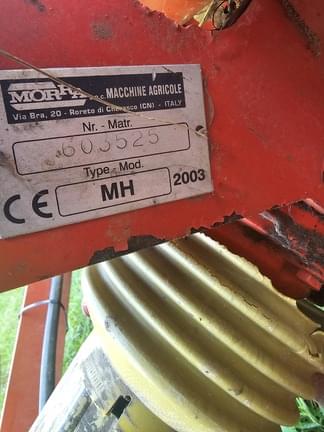 MORRA s.n.c. MACCHINE AGRICOLE
Via Bra, 20 - Roreto di Cherasco (CN) - ITALY
Nr. - Matr.
603525
Type - Mod.
CE MH 2003